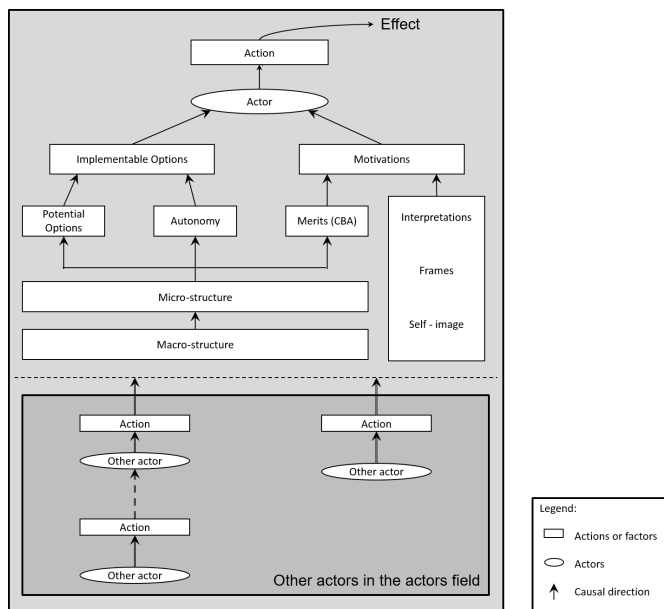 Effect
Action
Actor
Implementable Options
Motivations
Potential
Options
Autonomy
Merits (CBA)
Interpretations
Frames
Self - image
Micro-structure
Macro-structure
Action
Action
Other actor
Other actor
Action
Other actor
Other actors in the actors field
Legend:
Actions or factors
Actors
Causal direction